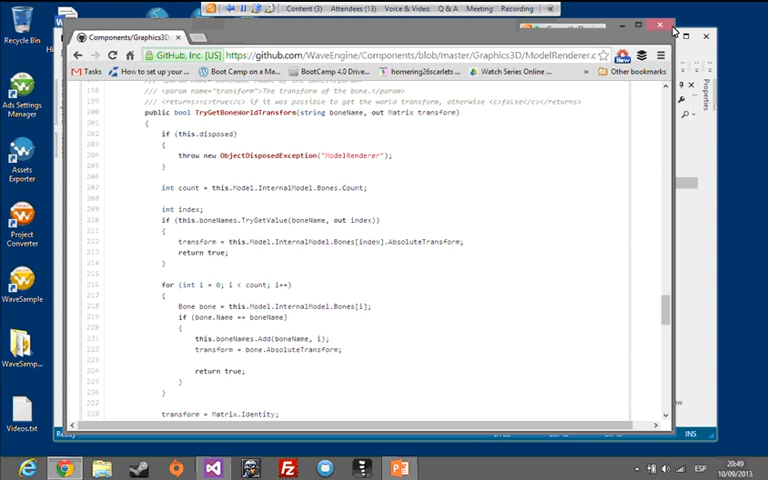 Content (3) Attendees (13) Voice & Video Q & A Meeting Recording
Recycle Bin
Ads Settings Manager
Assets Exporter
Project Converter
WaveSample
WaveSamp...
Videos.txt
Components/Graphics3D/
GitHub, Inc. [US] https://github.com/WaveEngine/Components/blob/master/Graphics3D/ModelRenderer.c
New
Tasks How to set up your ... Boot Camp on a Mac... BootCamp 4.0 Drive... homering26scarlets... Watch Series Online ... » Other bookmarks
198 /// <param name="transform">The transform of the bone.</param>
199 /// <returns><c>true</c> if it was possible to get the world transform, otherwise <c>false</c></returns>
200 public bool TryGetBoneWorldTransform(string boneName, out Matrix transform)
201 {
202 if (this.disposed)
203 {
204 throw new ObjectDisposedException("ModelRenderer");
205 }
206
207 int count = this.Model.InternalModel.Bones.Count;
208
209 int index;
210 if (this.boneNames.TryGetValue(boneName, out index))
211 {
212 transform = this.Model.InternalModel.Bones[index].AbsoluteTransform;
213 return true;
214 }
215
216 for (int i = 0; i < count; i++)
217 {
218 Bone bone = this.Model.InternalModel.Bones[i];
219 if (bone.Name == boneName)
220 {
221 this.boneNames.Add(boneName, i);
222 transform = bone.AbsoluteTransform;
223
224 return true;
225 }
226 }
227
228 transform = Matrix.Identity;
Properties
Ready
INS
ESP
20:49
10/09/2013